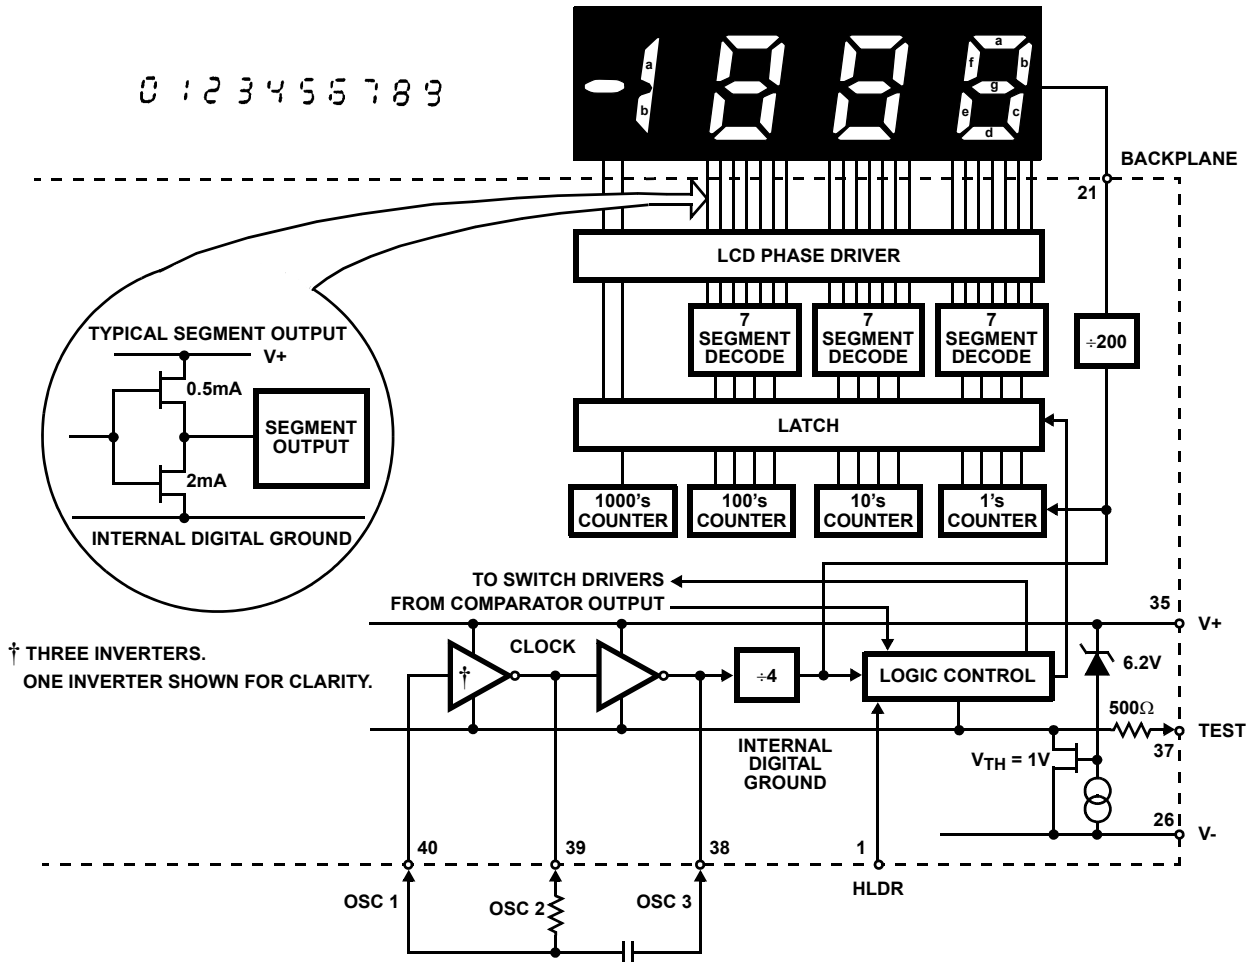 0 1 2 3 4 5 6 7 8 9
a
b
a
f
b
g
e
c
d
BACKPLANE
21
LCD PHASE DRIVER
TYPICAL SEGMENT OUTPUT
V+
0.5mA
SEGMENT
OUTPUT
2mA
INTERNAL DIGITAL GROUND
7
SEGMENT
DECODE
7
SEGMENT
DECODE
7
SEGMENT
DECODE
÷200
LATCH
1000's
COUNTER
100's
COUNTER
10's
COUNTER
1's
COUNTER
TO SWITCH DRIVERS
FROM COMPARATOR OUTPUT
35
V+
† THREE INVERTERS.
ONE INVERTER SHOWN FOR CLARITY.
†
CLOCK
÷4
LOGIC CONTROL
6.2V
500Ω
TEST
37
INTERNAL
DIGITAL
GROUND
VTH = 1V
26
V-
40
39
38
1
OSC 1
OSC 2
OSC 3
HLDR